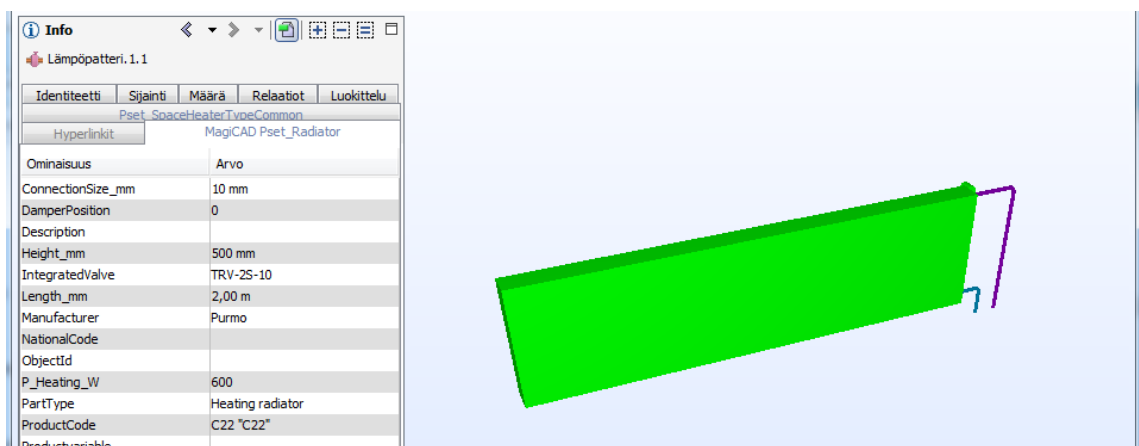 Info
Lämpöpatteri.1.1
Identiteetti Sijainti Määrä Relaatiot Luokittelu
Pset_SpaceHeaterTypeCommon
Hyperlinkit MagiCAD Pset_Radiator
Ominaisuus Arvo
ConnectionSize_mm 10 mm
DamperPosition 0
Description
Height_mm 500 mm
IntegratedValve TRV-2S-10
Length_mm 2,00 m
Manufacturer Purmo
NationalCode
ObjectId
P_Heating_W 600
PartType Heating radiator
ProductCode C22 "C22"
Productvariable